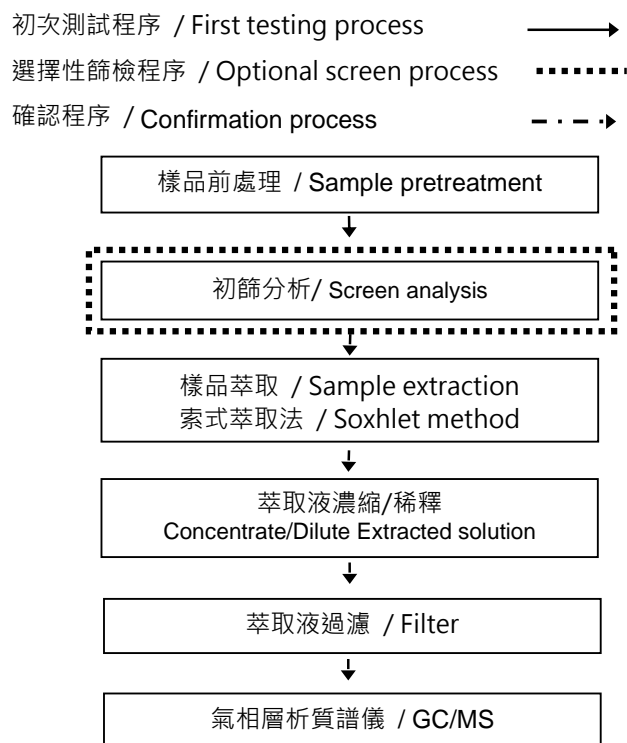 初次測試程序 / First testing process
選擇性篩檢程序 / Optional screen process
確認程序 / Confirmation process
樣品前處理 / Sample pretreatment
初篩分析/ Screen analysis
樣品萃取 / Sample extraction
索式萃取法 / Soxhlet method
萃取液濃縮/稀釋
Concentrate/Dilute Extracted solution
萃取液過濾 / Filter
氣相層析質譜儀 / GC/MS